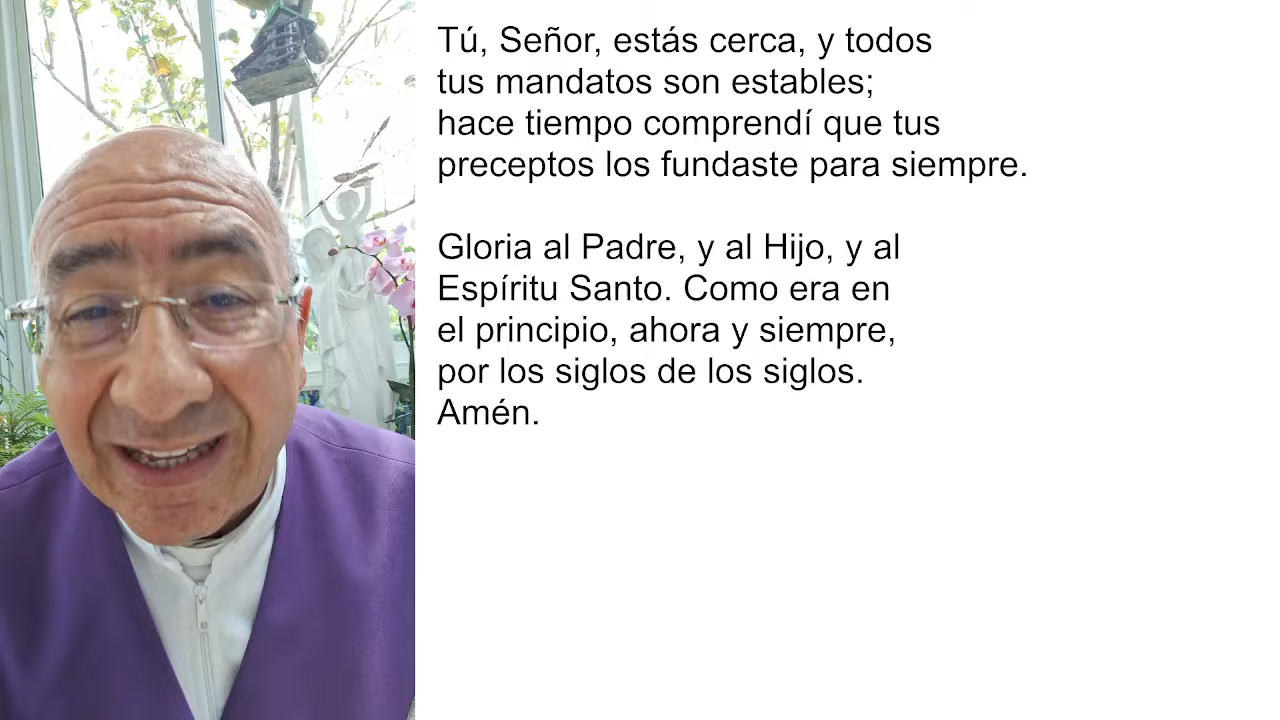 Tú, Señor, estás cerca, y todos
tus mandatos son estables;
hace tiempo comprendí que tus
preceptos los fundaste para siempre.
Gloria al Padre, y al Hijo, y al
Espíritu Santo. Como era en
el principio, ahora y siempre,
por los siglos de los siglos.
Amén.